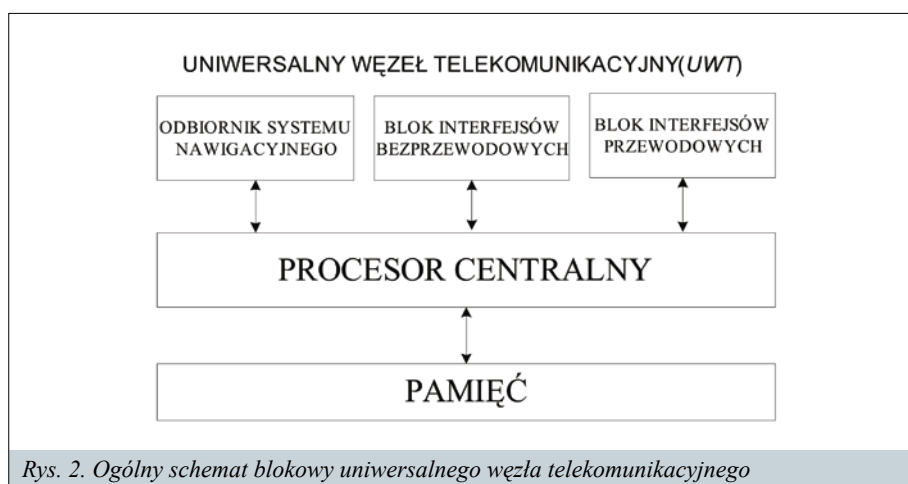 UNIWERSALNY WĘZEŁ TELEKOMUNIKACYJNY(UWT)
ODBIORNIK SYSTEMU
NAWIGACYJNEGO
BLOK INTERFEJSÓW
BEZPRZEWODOWYCH
BLOK INTERFEJSÓW
PRZEWODOWYCH
PROCESOR CENTRALNY
PAMIĘĆ
Rys. 2. Ogólny schemat blokowy uniwersalnego węzła telekomunikacyjnego